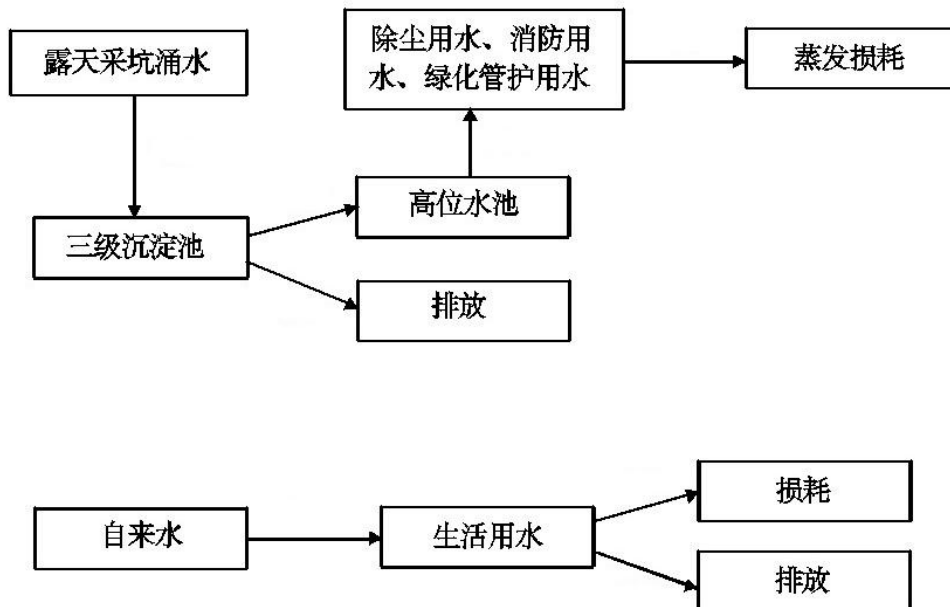 露天采坑涌水
除尘用水、消防用
水、绿化管护用水
蒸发损耗
高位水池
三级沉淀池
排放
损耗
自来水
生活用水
排放